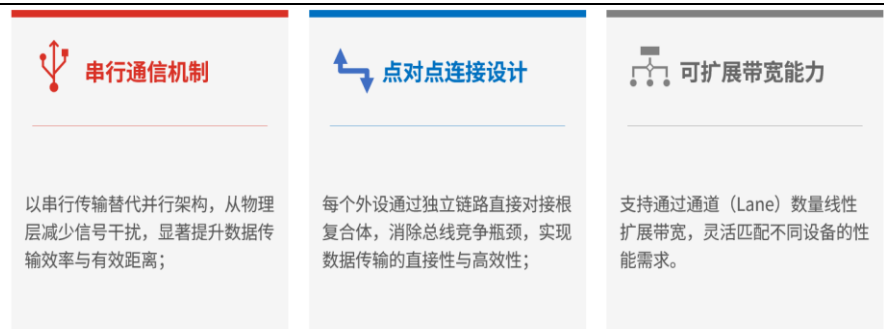 串行通信机制
以串行传输替代并行架构，从物理
层减少信号干扰，显著提升数据传
输效率与有效距离；
点对点连接设计
每个外设通过独立链路直接对接根
复合体，消除总线竞争瓶颈，实现
数据传输的直接性与高效性；
可扩展带宽能力
支持通过通道（Lane）数量线性
扩展带宽，灵活匹配不同设备的性
能需求。